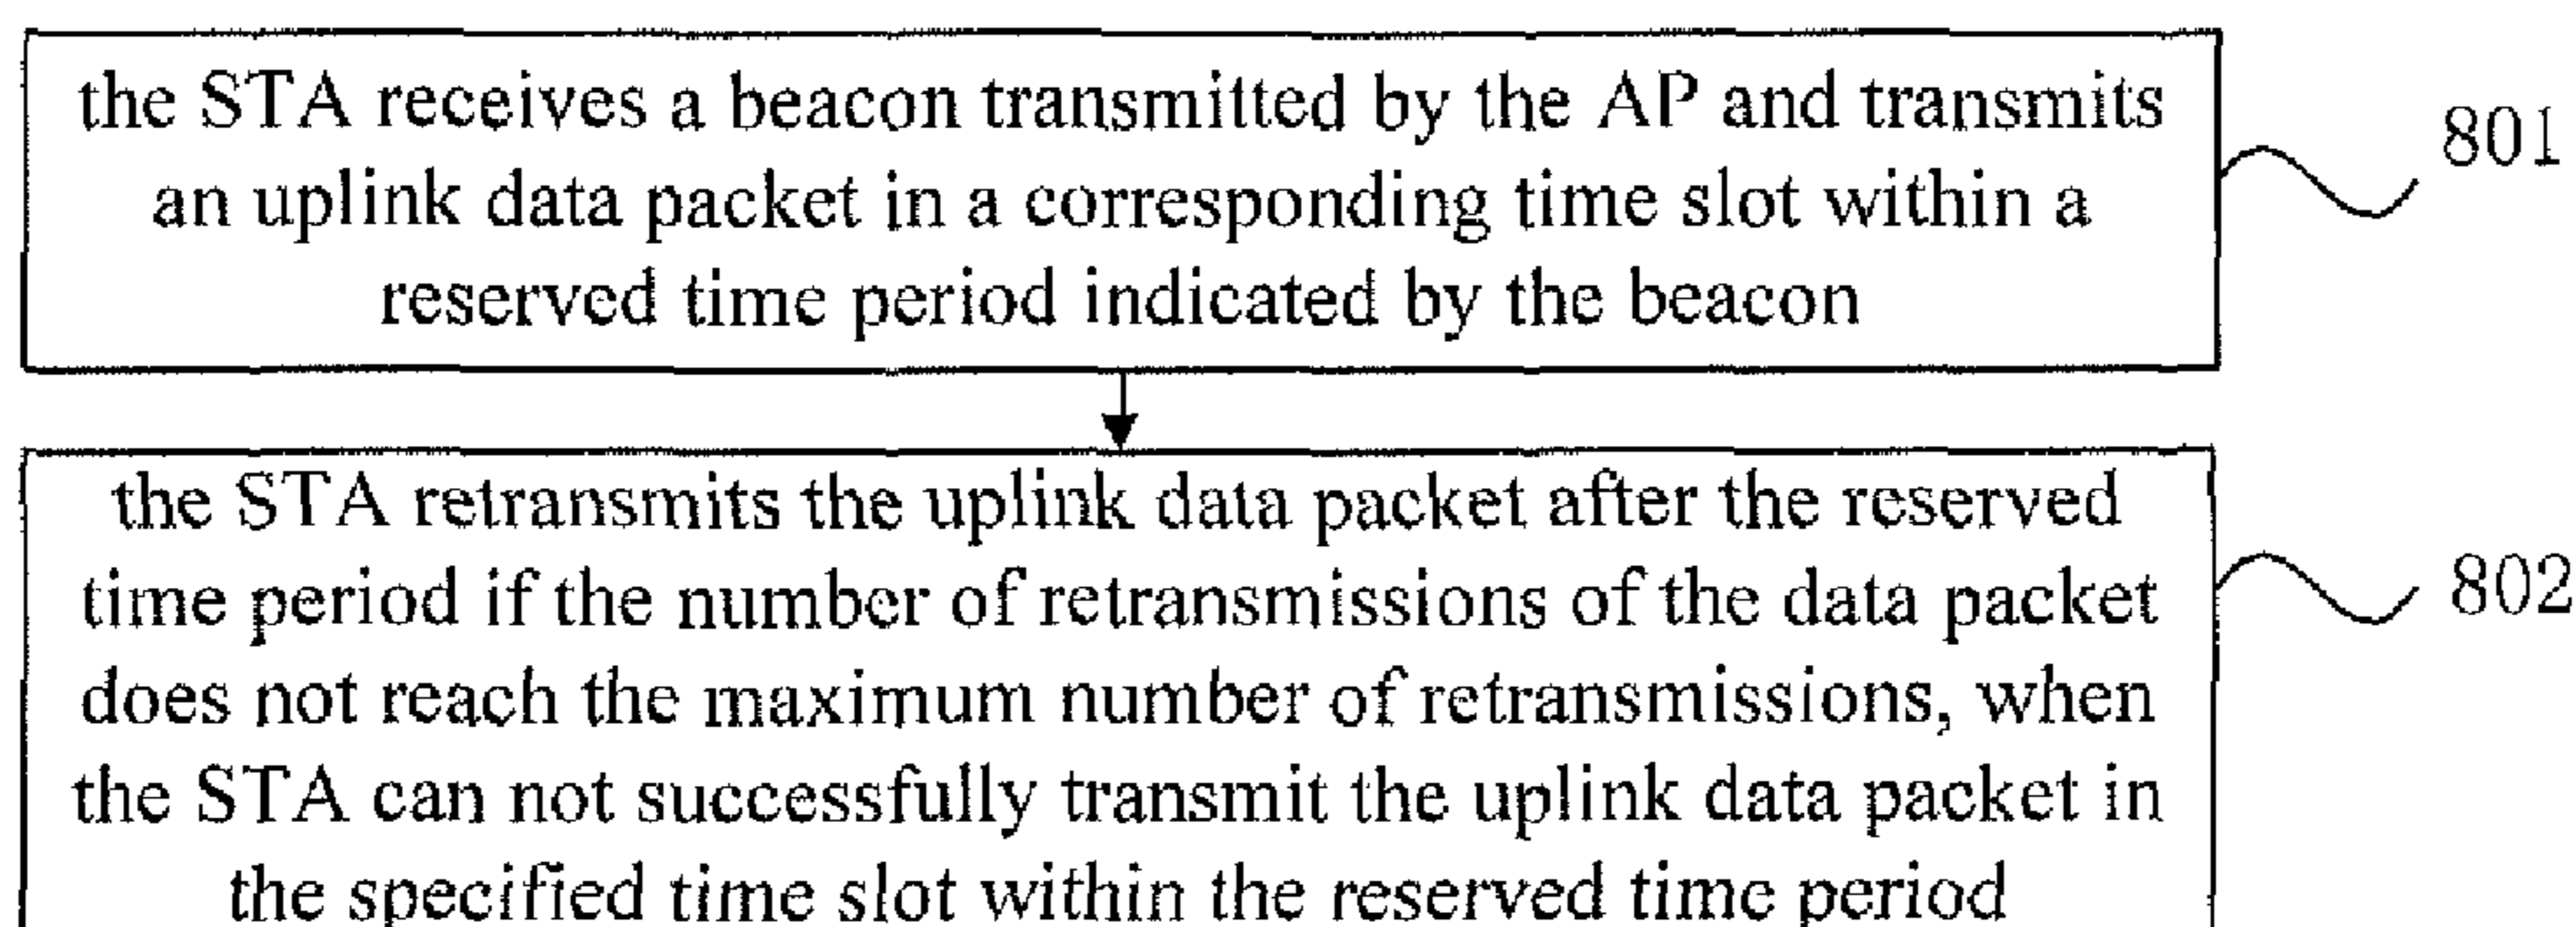 the STA receives a beacon transmitted by the AP and transmits
an uplink data packet in a corresponding time slot within a
reserved time period indicated by the beacon
801
the STA retransmits the uplink data packet after the reserved
time period if the number of retransmissions of the data packet
does not reach the maximum number of retransmissions, when
the STA can not successfully transmit the uplink data packet in
the specified time slot within the reserved time period
802